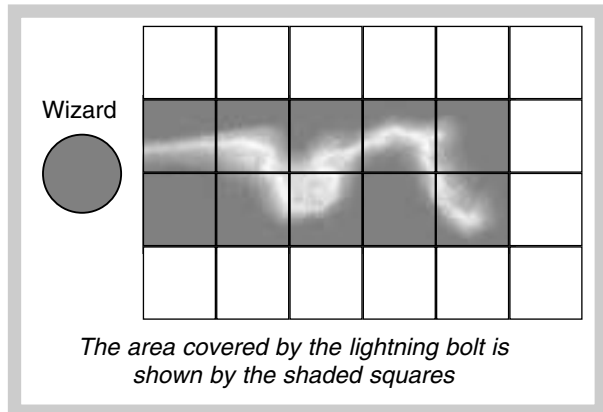 Wizard
The area covered by the lightning bolt is
shown by the shaded squares